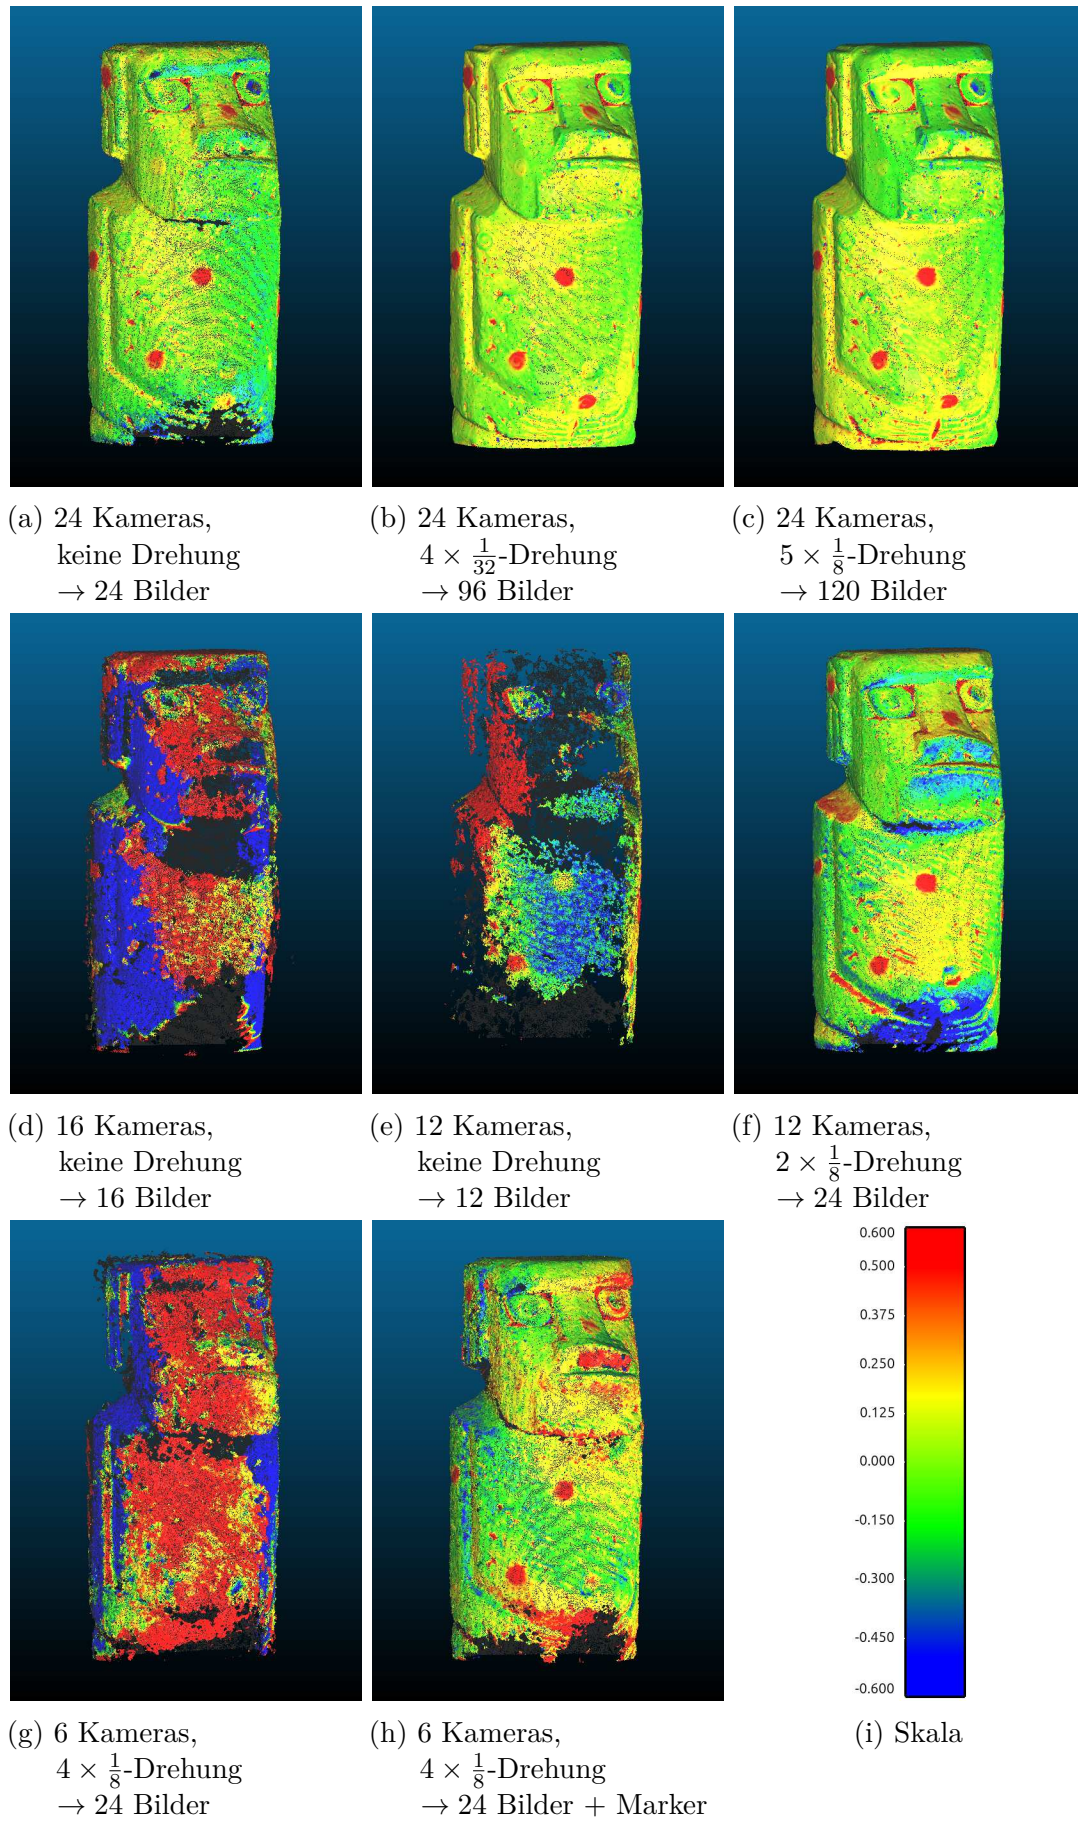 (a) 24 Kameras,
keine Drehung
→ 24 Bilder
(b) 24 Kameras,
4 × 1/32-Drehung
→ 96 Bilder
(c) 24 Kameras,
5 × 1/8-Drehung
→ 120 Bilder
(d) 16 Kameras,
keine Drehung
→ 16 Bilder
(e) 12 Kameras,
keine Drehung
→ 12 Bilder
(f) 12 Kameras,
2 × 1/8-Drehung
→ 24 Bilder
0.600
0.500
0.375
0.250
0.125
0.000
-0.150
-0.300
-0.450
-0.600
(g) 6 Kameras,
4 × 1/8-Drehung
→ 24 Bilder
(h) 6 Kameras,
4 × 1/8-Drehung
→ 24 Bilder + Marker
(i) Skala